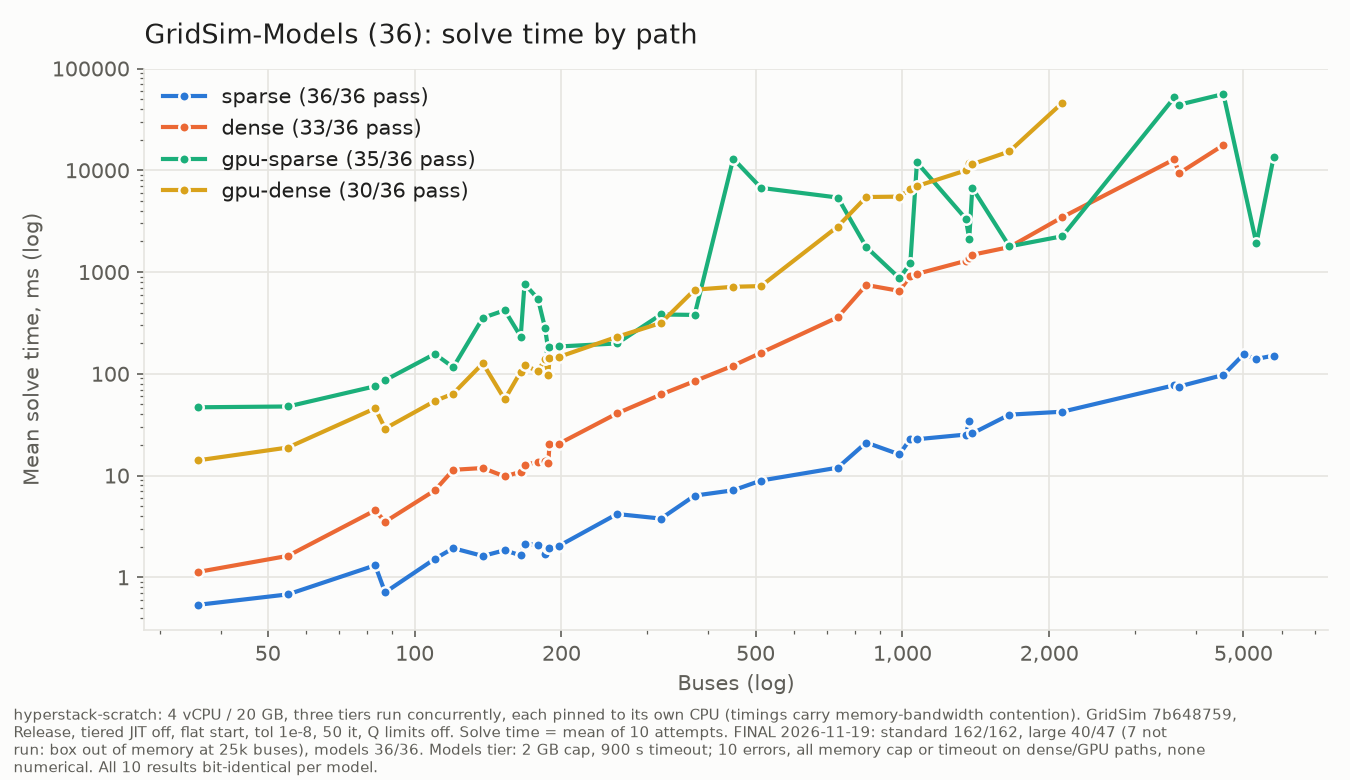 GridSim-Models (36): solve time by path
100000
10000
1000
100
10
1
Mean solve time, ms (log)
sparse (36/36 pass)
dense (33/36 pass)
gpu-sparse (35/36 pass)
gpu-dense (30/36 pass)
50
100
200
500
1,000
2,000
5,000
Buses (log)
hyperstack-scratch: 4 vCPU / 20 GB, three tiers run concurrently, each pinned to its own CPU (timings carry memory-bandwidth contention). GridSim 7b648759,
Release, tiered JIT off, flat start, tol 1e-8, 50 it, Q limits off. Solve time = mean of 10 attempts. FINAL 2026-11-19: standard 162/162, large 40/47 (7 not
run: box out of memory at 25k buses), models 36/36. Models tier: 2 GB cap, 900 s timeout; 10 errors, all memory cap or timeout on dense/GPU paths, none
numerical. All 10 results bit-identical per model.